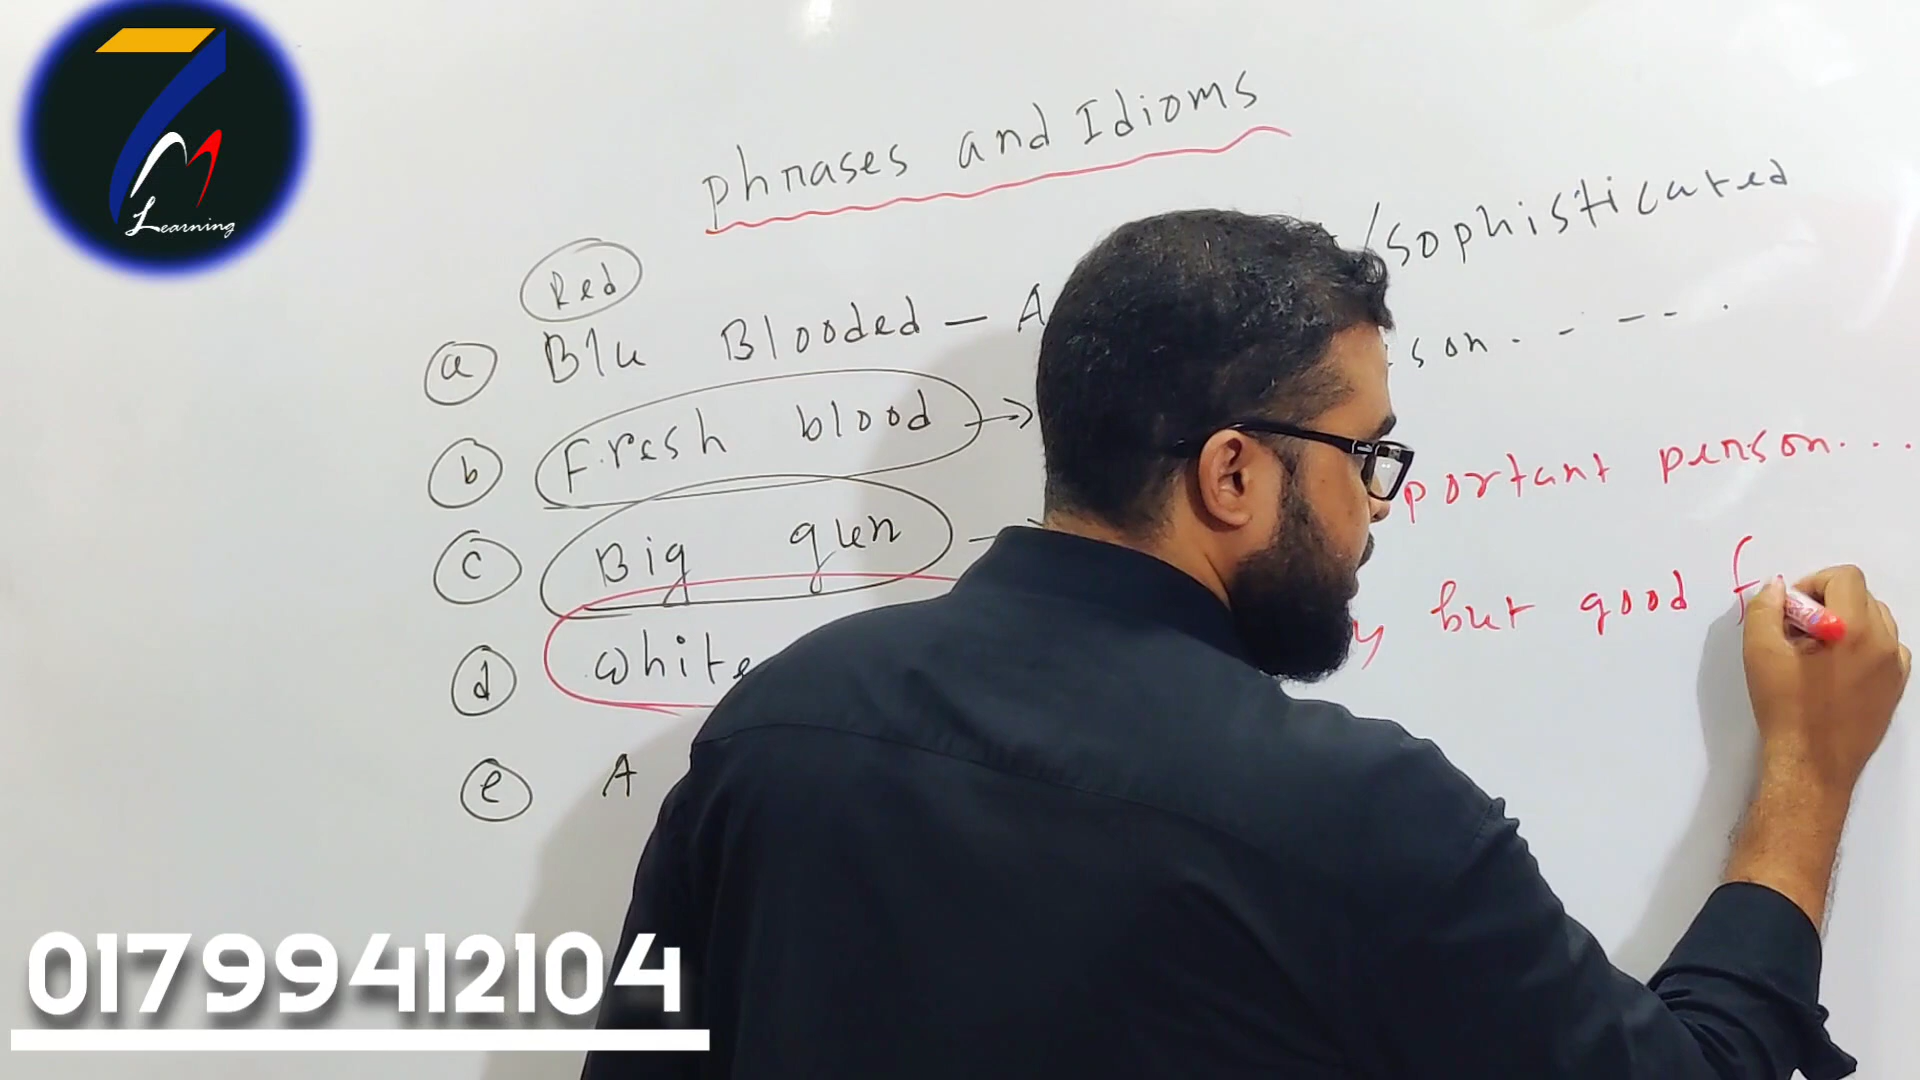 7
M
Learning
Phrases and Idioms
Red
/sophisticated
a Blu Blooded - A
son. - - - .
b Fresh blood →
c Big gun -
portant person...
d White
y but good f
e A
01799412104